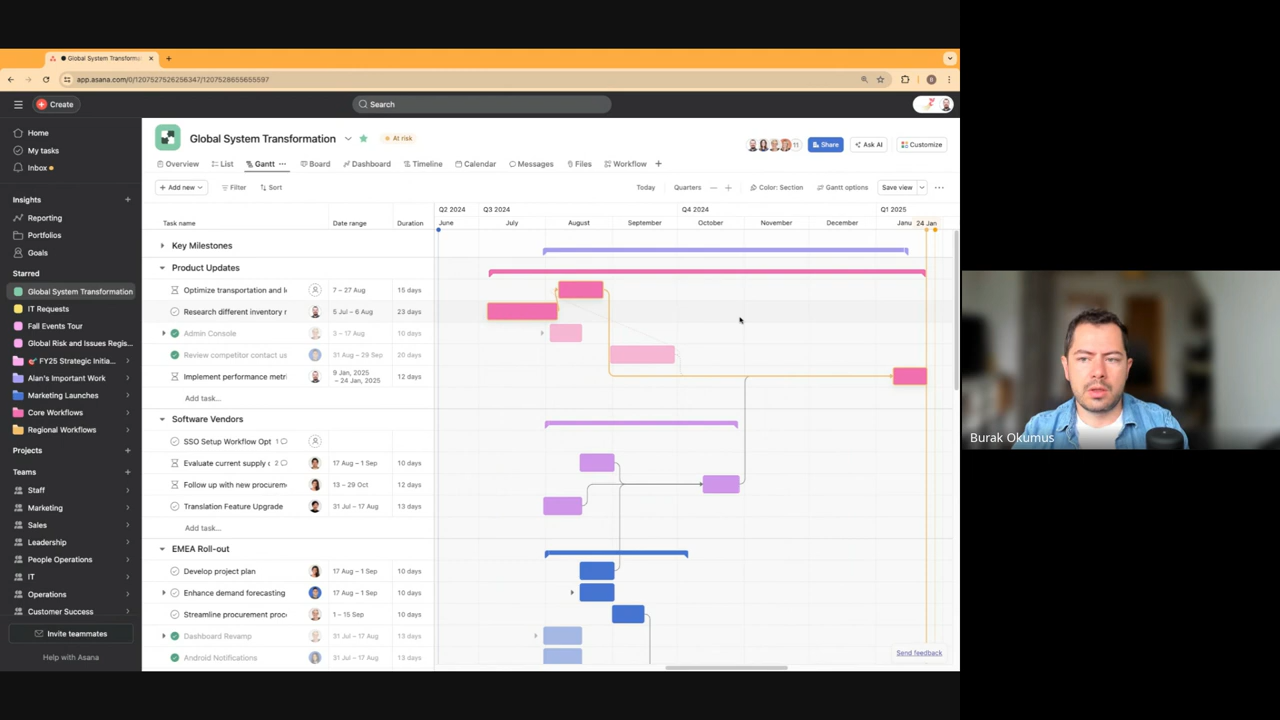 Global System Transforma
app.asana.com/0/1207527526256347/1207528655655597
B
Create
Search
Home
My tasks
Inbox
Insights
Reporting
Portfolios
Goals
Starred
Global System Transformation
IT Requests
Fall Events Tour
Global Risk and Issues Regis...
FY25 Strategic Initia...
Alan's Important Work
Marketing Launches
Core Workflows
Regional Workflows
Projects
Teams
Staff
Marketing
Sales
Leadership
People Operations
IT
Operations
Customer Success
Invite teammates
Help with Asana
Global System Transformation
At risk
11
Share
Ask AI
Customize
Overview List Gantt Board Dashboard Timeline Calendar Messages Files Workflow
Add new Filter Sort
Today Quarters Color: Section Gantt options Save view
Q2 2024 Q3 2024 Q4 2024 Q1 2025
Task name Date range Duration
June July August September October November December Janu 24 Jan
Key Milestones
Product Updates
Optimize transportation and lo 7 – 27 Aug 15 days
Research different inventory r 5 Jul – 6 Aug 23 days
Admin Console 3 – 17 Aug 10 days
Review competitor contact us 31 Aug – 29 Sep 20 days
Implement performance metri 9 Jan, 2025 – 24 Jan, 2025 12 days
Add task...
Software Vendors
SSO Setup Workflow Opt 1
Evaluate current supply c 2 17 Aug – 1 Sep 10 days
Follow up with new procurem 13 – 29 Oct 12 days
Translation Feature Upgrade 31 Jul – 17 Aug 13 days
Add task...
EMEA Roll-out
Develop project plan 17 Aug – 1 Sep 10 days
Enhance demand forecasting 17 Aug – 1 Sep 10 days
Streamline procurement proc 1 – 15 Sep 10 days
Dashboard Revamp 31 Jul – 17 Aug 13 days
Android Notifications 31 Jul – 17 Aug 13 days
Send feedback
Burak Okumus